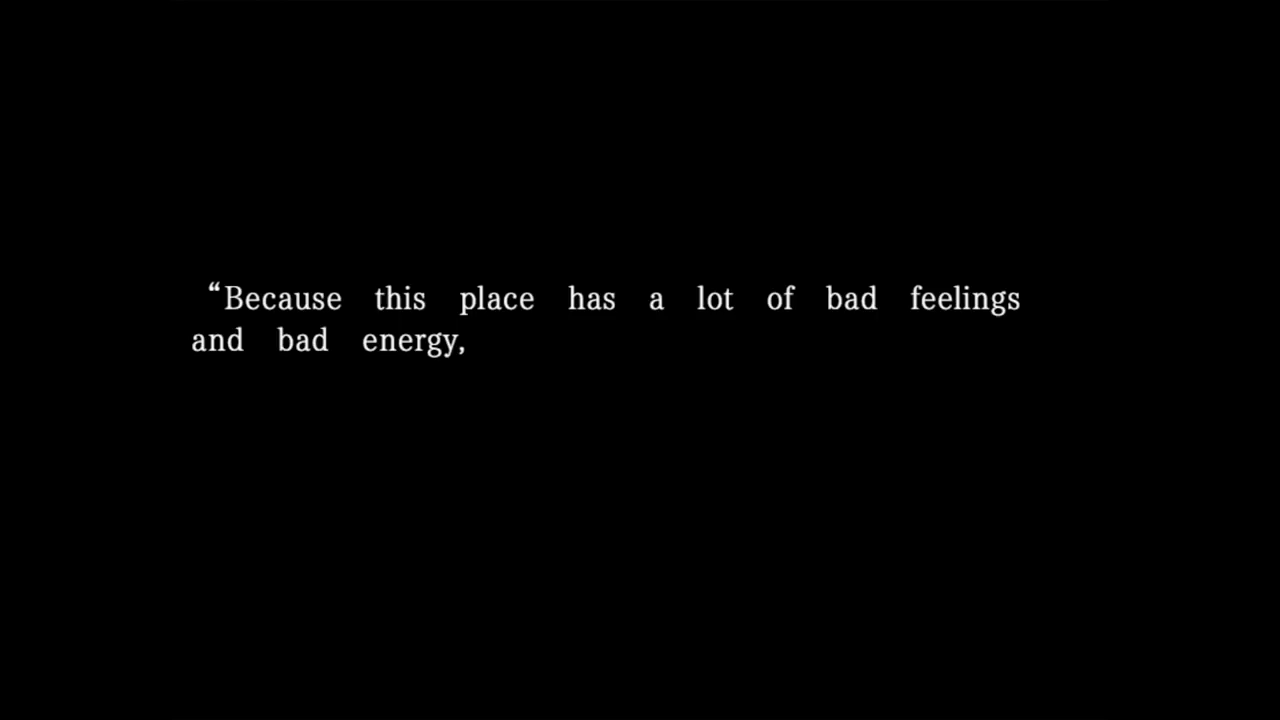 “Because this place has a lot of bad feelings
and bad energy,